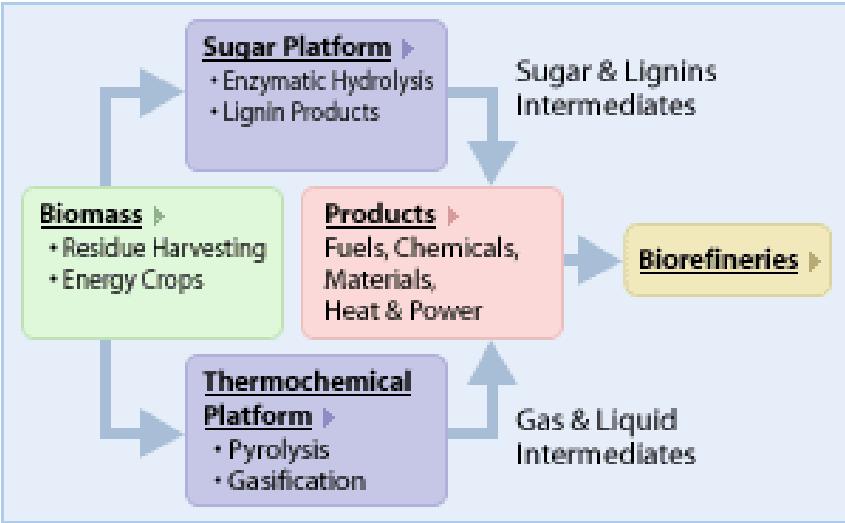 Sugar Platform
• Enzymatic Hydrolysis
• Lignin Products
Sugar & Lignins
Intermediates
Biomass
• Residue Harvesting
• Energy Crops
Products
Fuels, Chemicals,
Materials,
Heat & Power
Biorefineries
Thermochemical
Platform
• Pyrolysis
• Gasification
Gas & Liquid
Intermediates